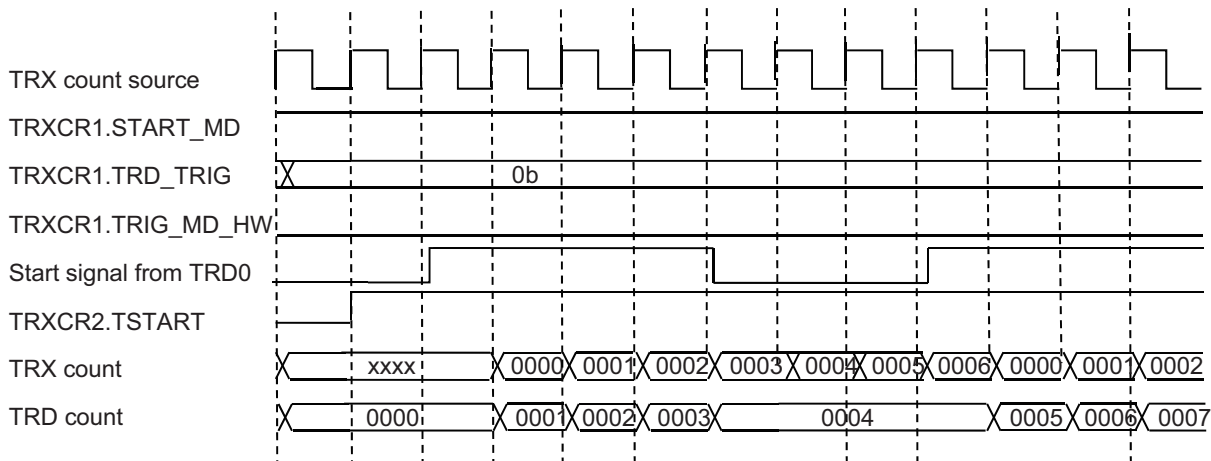 TRX count source
TRXCR1.START_MD
TRXCR1.TRD_TRIG 0b
TRXCR1.TRIG_MD_HW
Start signal from TRD0
TRXCR2.TSTART
TRX count xxxx 0000 0001 0002 0003 0004 0005 0006 0000 0001 0002
TRD count 0000 0001 0002 0003 004 0005 0006 0007